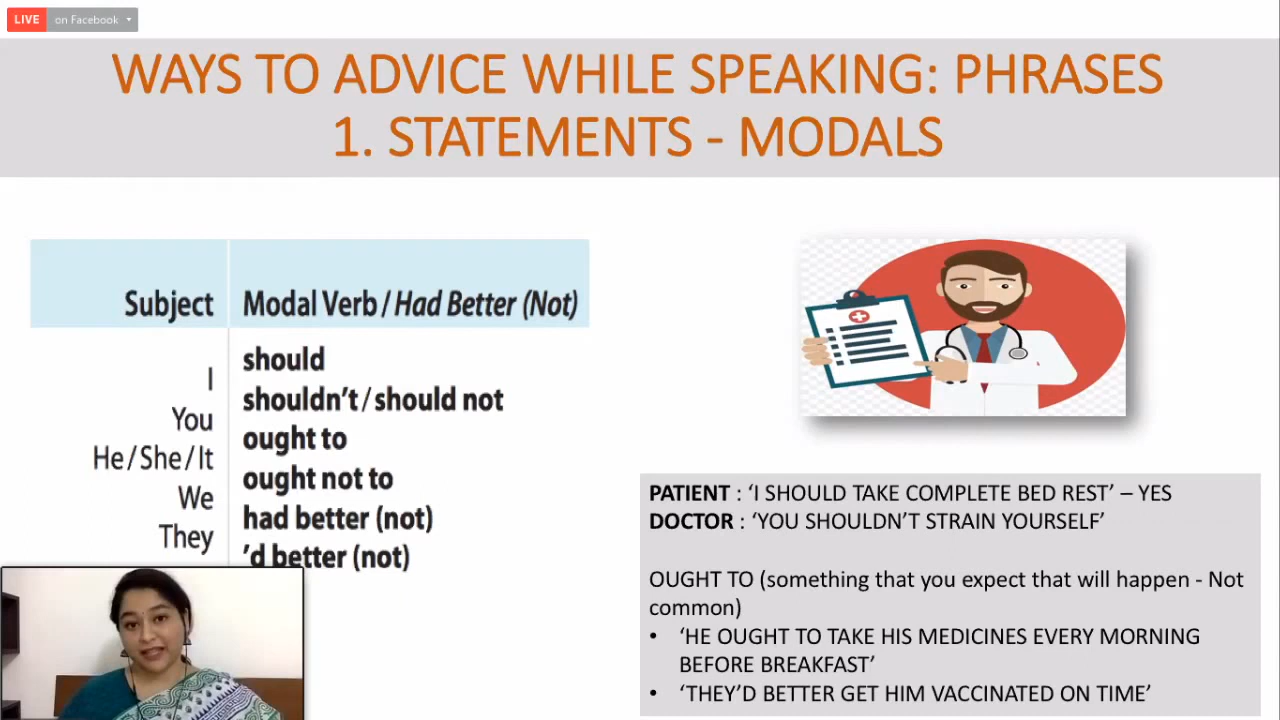 LIVE on Facebook
WAYS TO ADVICE WHILE SPEAKING: PHRASES
1. STATEMENTS - MODALS
Subject
Modal Verb / Had Better (Not)
I
You
He / She / It
We
They
should
shouldn't / should not
ought to
ought not to
had better (not)
'd better (not)
PATIENT : ‘I SHOULD TAKE COMPLETE BED REST’ – YES
DOCTOR : ‘YOU SHOULDN’T STRAIN YOURSELF’
OUGHT TO (something that you expect that will happen - Not
common)
• ‘HE OUGHT TO TAKE HIS MEDICINES EVERY MORNING
BEFORE BREAKFAST’
• ‘THEY’D BETTER GET HIM VACCINATED ON TIME’